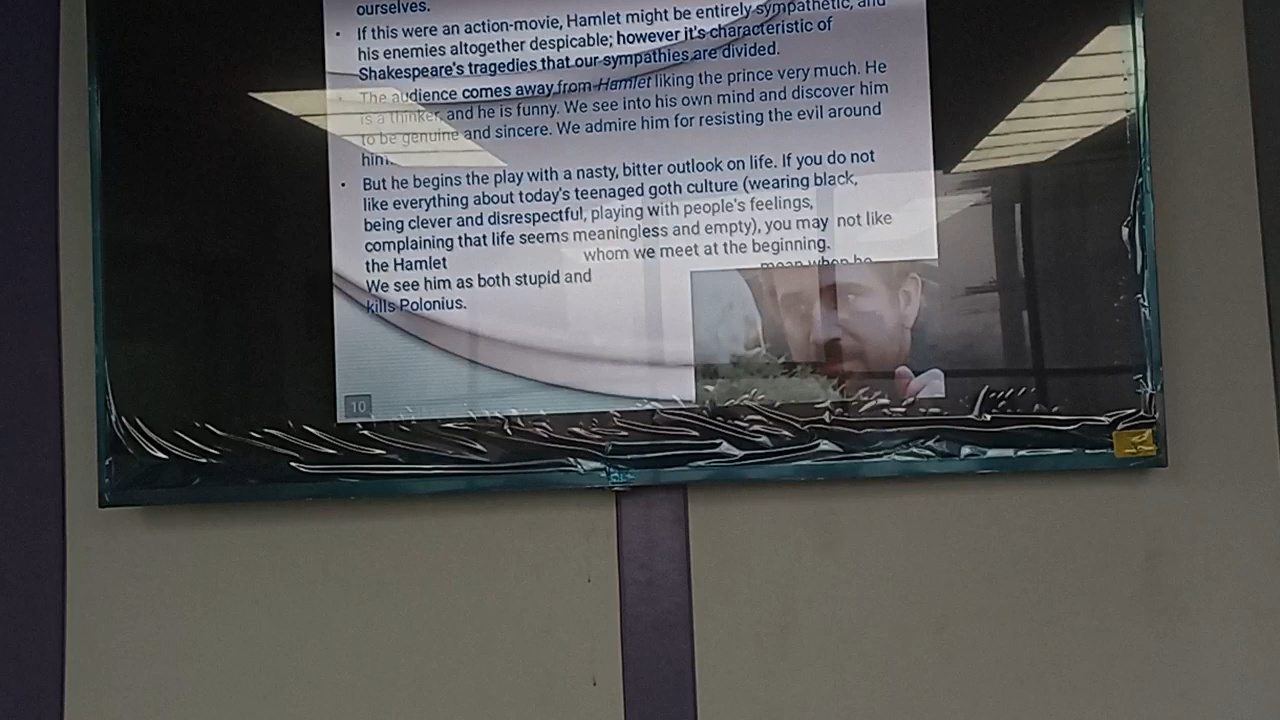 ourselves.
• If this were an action-movie, Hamlet might be entirely sympathetic, and
his enemies altogether despicable; however it's characteristic of
Shakespeare's tragedies that our sympathies are divided.
• The audience comes away from Hamlet liking the prince very much. He
is a thinker, and he is funny. We see into his own mind and discover him
to be genuine and sincere. We admire him for resisting the evil around
him.
• But he begins the play with a nasty, bitter outlook on life. If you do not
like everything about today's teenaged goth culture (wearing black,
being clever and disrespectful, playing with people's feelings,
complaining that life seems meaningless and empty), you may not like
the Hamlet whom we meet at the beginning.
We see him as both stupid and mean when he
kills Polonius.
10